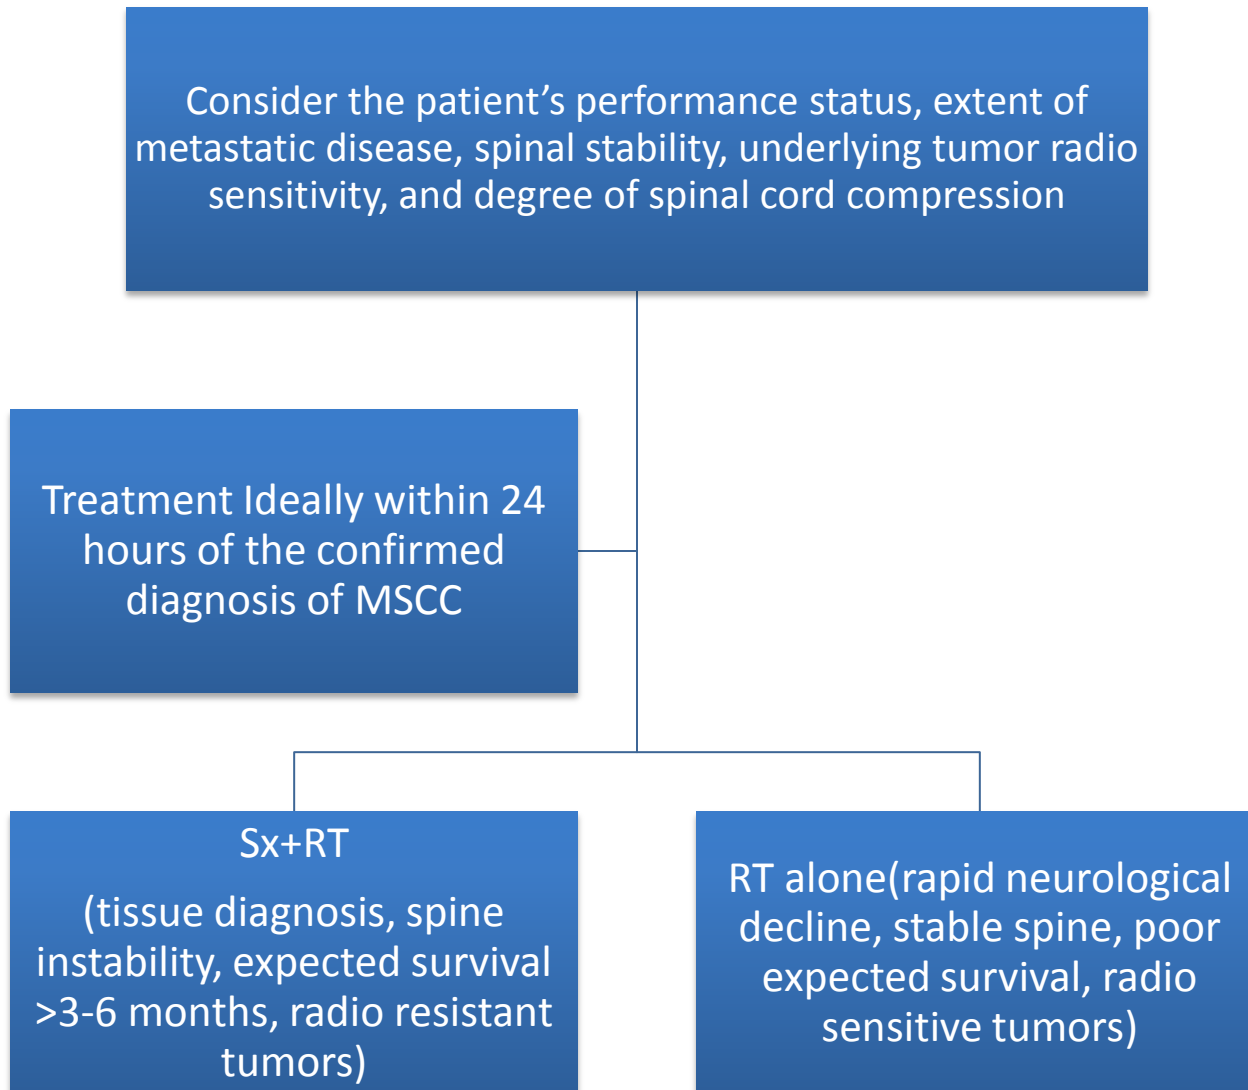 Consider the patient’s performance status, extent of
metastatic disease, spinal stability, underlying tumor radio
sensitivity, and degree of spinal cord compression
Treatment Ideally within 24
hours of the confirmed
diagnosis of MSCC
Sx+RT
(tissue diagnosis, spine
instability, expected survival
>3-6 months, radio resistant
tumors)
RT alone(rapid neurological
decline, stable spine, poor
expected survival, radio
sensitive tumors)